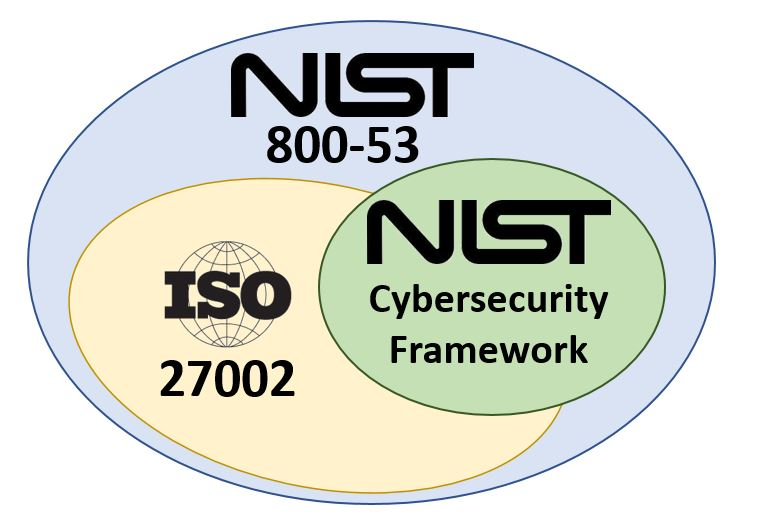 NIST
800-53
NIST
Cybersecurity
Framework
ISO
27002